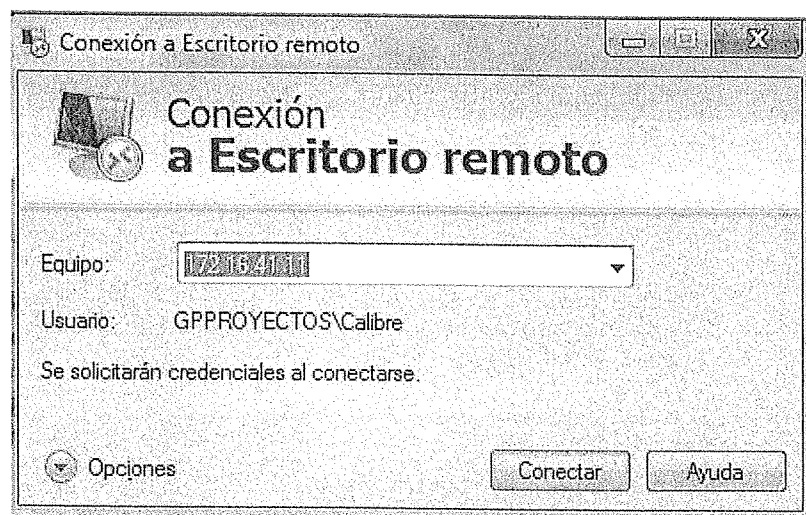 Conexión a Escritorio remoto
Conexión
a Escritorio remoto
Equipo: 172.16.41.11
Usuario: GPPROYECTOS\Calibre
Se solicitarán credenciales al conectarse.
Opciones
Conectar
Ayuda